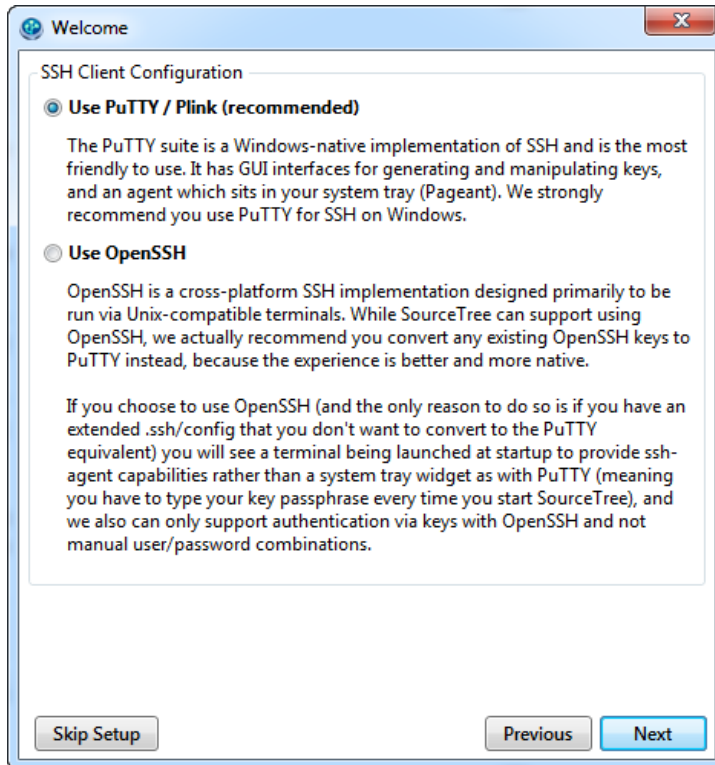 Welcome
SSH Client Configuration
Use PuTTY / Plink (recommended)
The PuTTY suite is a Windows-native implementation of SSH and is the most
friendly to use. It has GUI interfaces for generating and manipulating keys,
and an agent which sits in your system tray (Pageant). We strongly
recommend you use PuTTY for SSH on Windows.
Use OpenSSH
OpenSSH is a cross-platform SSH implementation designed primarily to be
run via Unix-compatible terminals. While SourceTree can support using
OpenSSH, we actually recommend you convert any existing OpenSSH keys to
PuTTY instead, because the experience is better and more native.
If you choose to use OpenSSH (and the only reason to do so is if you have an
extended .ssh/config that you don't want to convert to the PuTTY
equivalent) you will see a terminal being launched at startup to provide ssh-
agent capabilities rather than a system tray widget as with PuTTY (meaning
you have to type your key passphrase every time you start SourceTree), and
we also can only support authentication via keys with OpenSSH and not
manual user/password combinations.
Skip Setup
Previous
Next